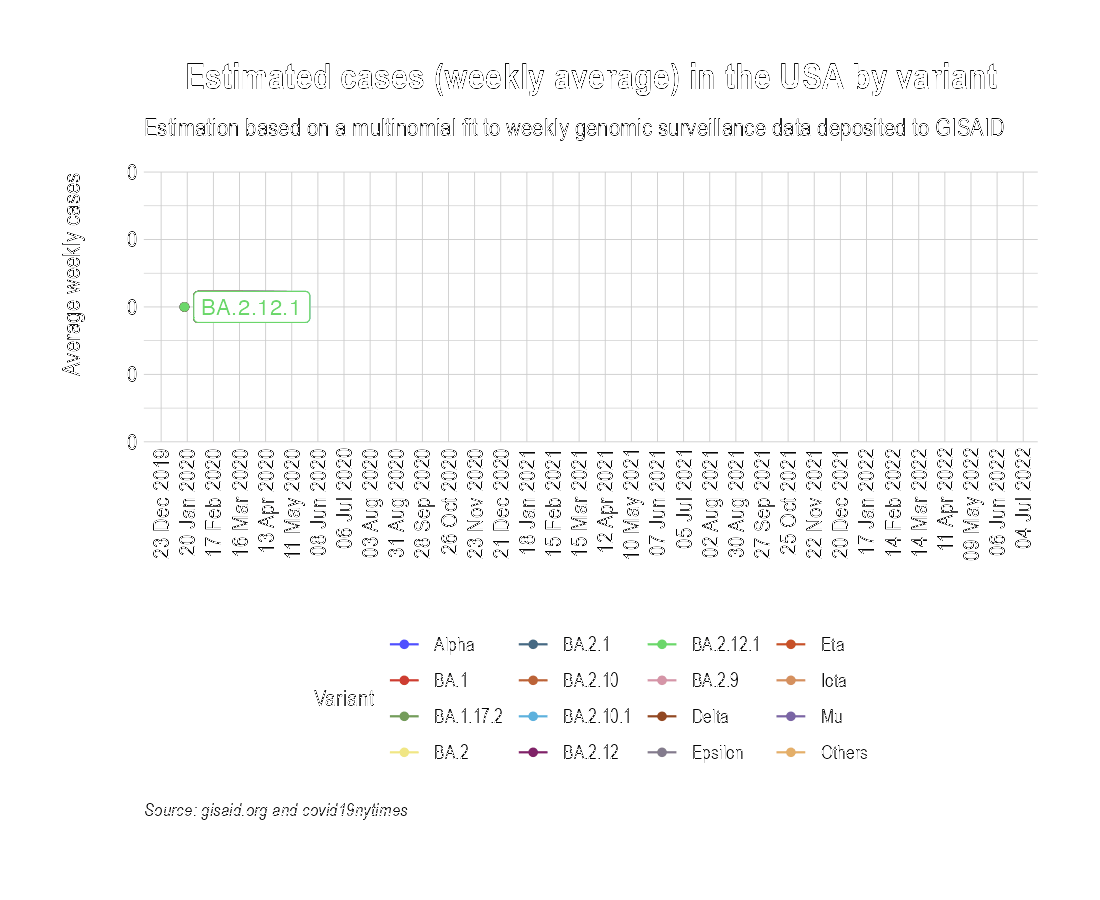 Estimated cases (weekly average) in the USA by variant
Estimation based on a multinomial fit to weekly genomic surveillance data deposited to GISAID
Average weekly cases
0
0
0
0
0
BA.2.12.1
23 Dec 2019
20 Jan 2020
17 Feb 2020
16 Mar 2020
13 Apr 2020
11 May 2020
08 Jun 2020
06 Jul 2020
03 Aug 2020
31 Aug 2020
28 Sep 2020
26 Oct 2020
23 Nov 2020
21 Dec 2020
18 Jan 2021
15 Feb 2021
15 Mar 2021
12 Apr 2021
10 May 2021
07 Jun 2021
05 Jul 2021
02 Aug 2021
30 Aug 2021
27 Sep 2021
25 Oct 2021
22 Nov 2021
20 Dec 2021
17 Jan 2022
14 Feb 2022
14 Mar 2022
11 Apr 2022
09 May 2022
06 Jun 2022
04 Jul 2022
Variant
Alpha
BA.1
BA.1.17.2
BA.2
BA.2.1
BA.2.10
BA.2.10.1
BA.2.12
BA.2.12.1
BA.2.9
Delta
Epsilon
Eta
Iota
Mu
Others
Source: gisaid.org and covid19nytimes